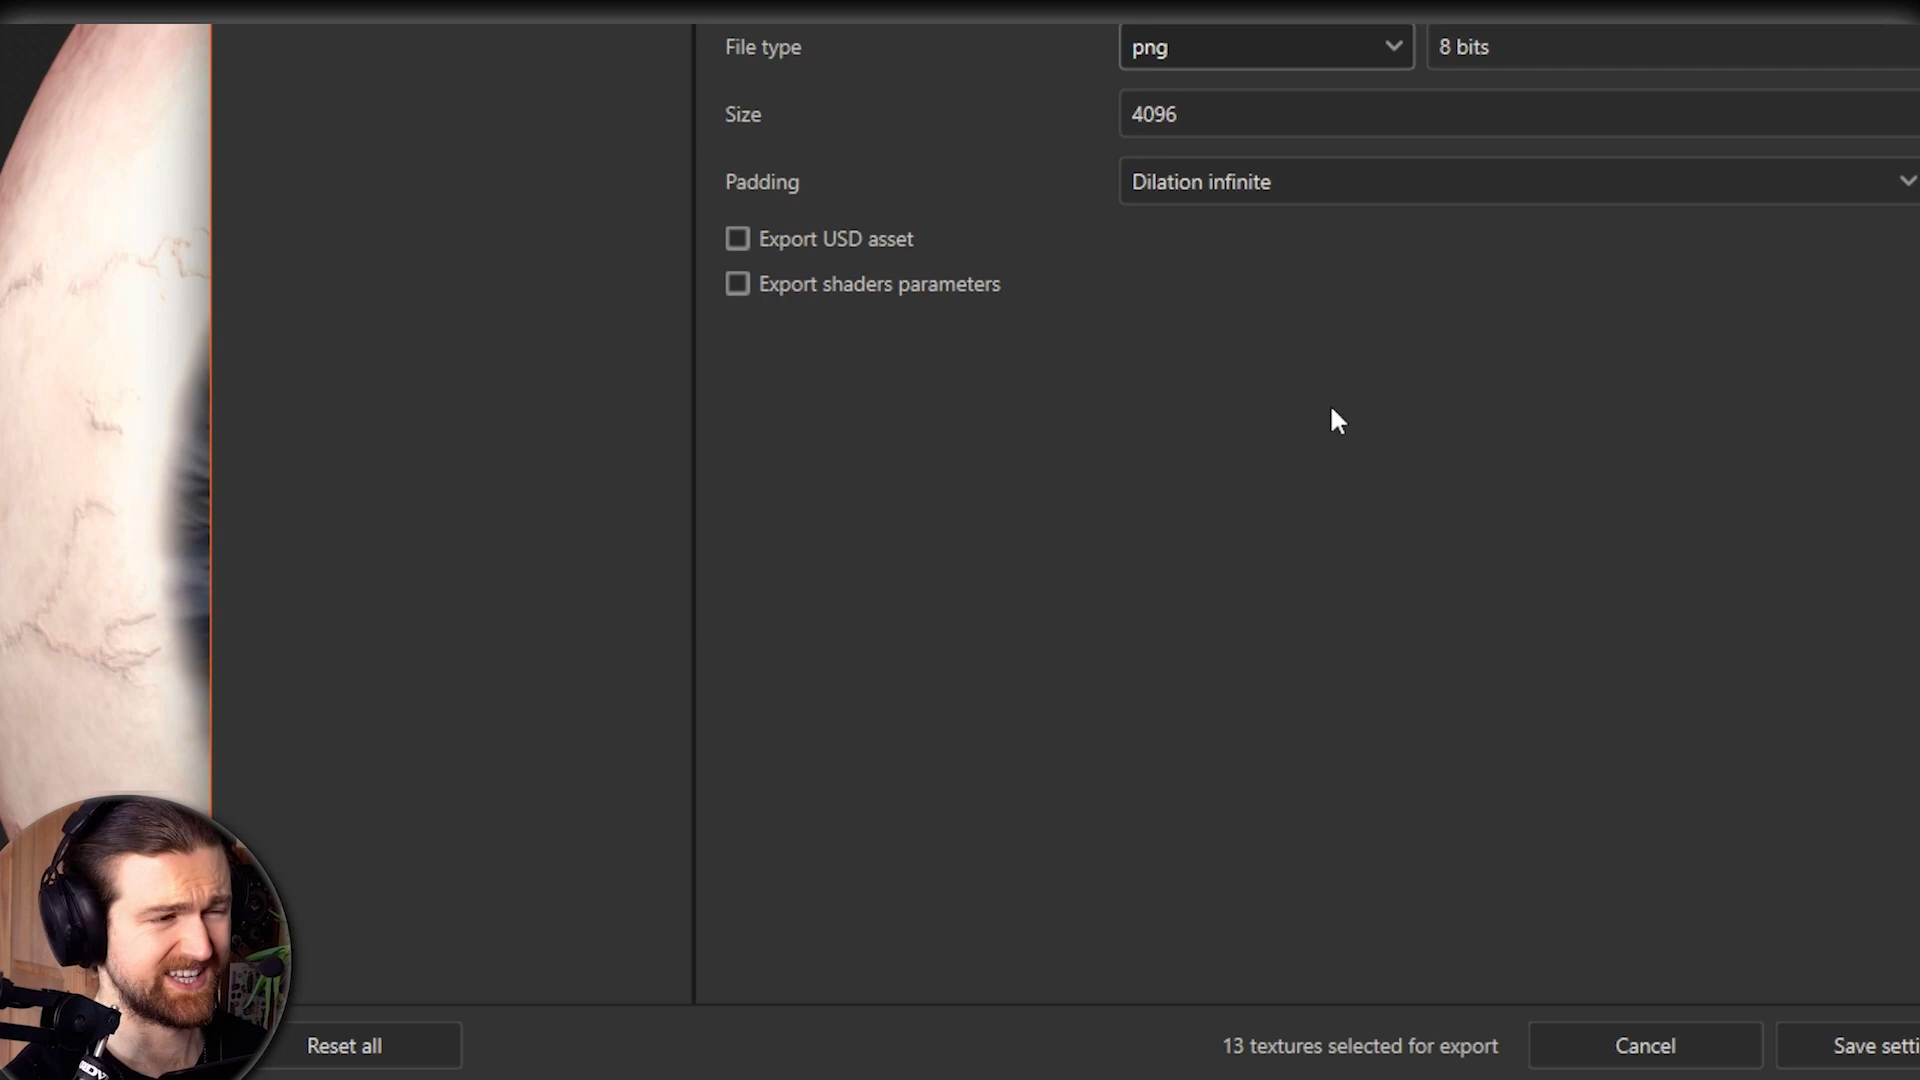 File type
png
8 bits
Size
4096
Padding
Dilation infinite
Export USD asset
Export shaders parameters
Reset all
13 textures selected for export
Cancel
Save setti